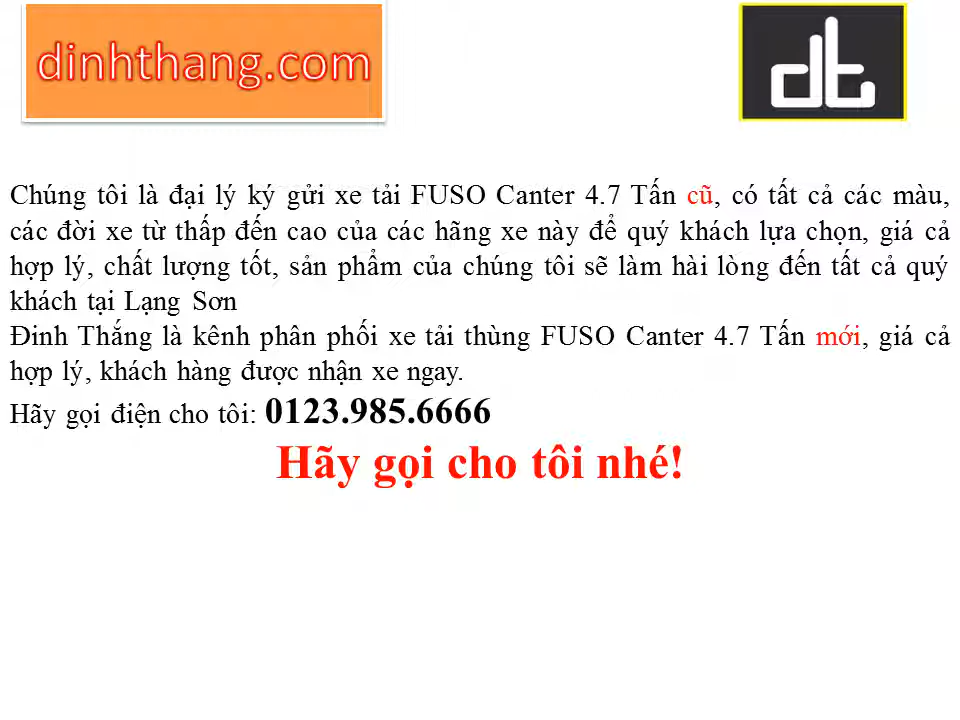 dinhthang.com
dt
Chúng tôi là đại lý ký gửi xe tải FUSO Canter 4.7 Tấn cũ, có tất cả các màu,
các đời xe từ thấp đến cao của các hãng xe này để quý khách lựa chọn, giá cả
hợp lý, chất lượng tốt, sản phẩm của chúng tôi sẽ làm hài lòng đến tất cả quý
khách tại Lạng Sơn
Đinh Thắng là kênh phân phối xe tải thùng FUSO Canter 4.7 Tấn mới, giá cả
hợp lý, khách hàng được nhận xe ngay.
Hãy gọi điện cho tôi: 0123.985.6666
Hãy gọi cho tôi nhé!